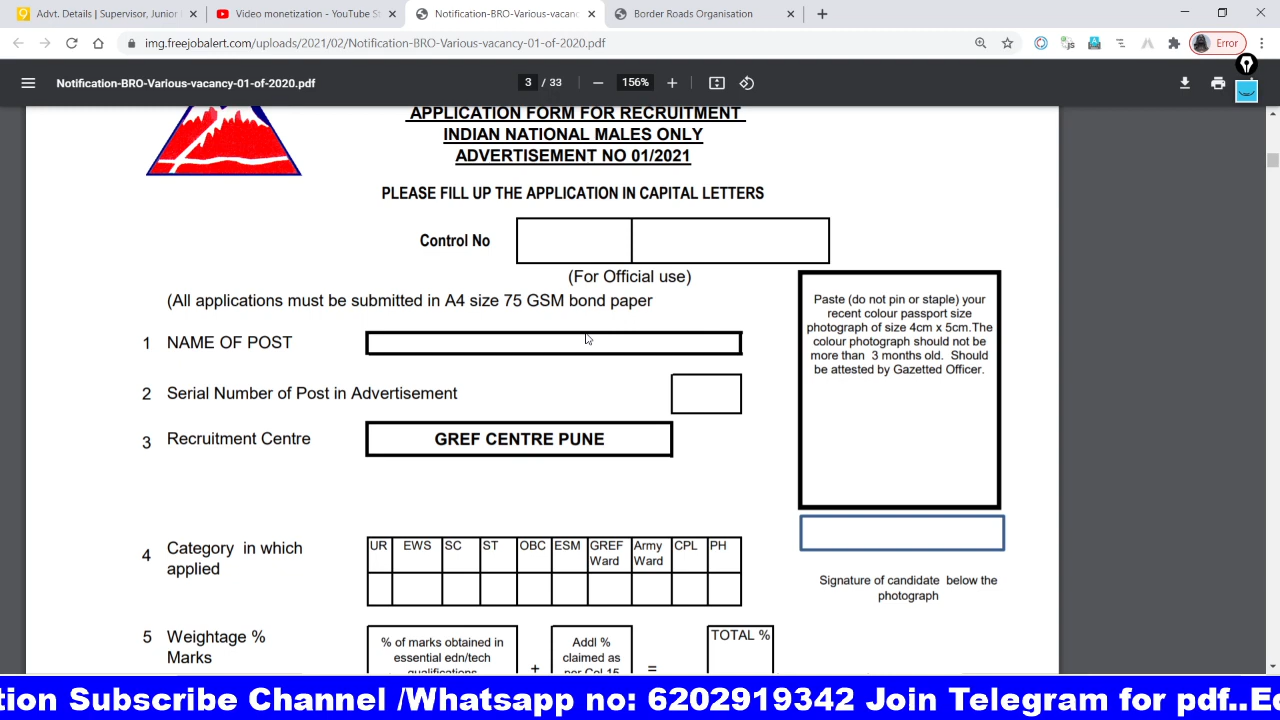 Advt. Details | Supervisor, Junior
Video monetization - YouTube St
Notification-BRO-Various-vacanc
Border Roads Organisation
img.freejobalert.com/uploads/2021/02/Notification-BRO-Various-vacancy-01-of-2020.pdf
Error
Notification-BRO-Various-vacancy-01-of-2020.pdf
3 / 33
156%
APPLICATION FORM FOR RECRUITMENT
INDIAN NATIONAL MALES ONLY
ADVERTISEMENT NO 01/2021
PLEASE FILL UP THE APPLICATION IN CAPITAL LETTERS
Control No
(For Official use)
(All applications must be submitted in A4 size 75 GSM bond paper
Paste (do not pin or staple) your
recent colour passport size
photograph of size 4cm x 5cm.The
colour photograph should not be
more than 3 months old. Should
be attested by Gazetted Officer.
1 NAME OF POST
2 Serial Number of Post in Advertisement
3 Recruitment Centre
GREF CENTRE PUNE
4 Category in which
applied
UR EWS SC ST OBC ESM GREF Ward Army Ward CPL PH
Signature of candidate below the
photograph
5 Weightage %
Marks
% of marks obtained in
essential edn/tech
qualifications
+
Addl %
claimed as
per Col 15
=
TOTAL %
tion Subscribe Channel /Whatsapp no: 6202919342 Join Telegram for pdf..Ed